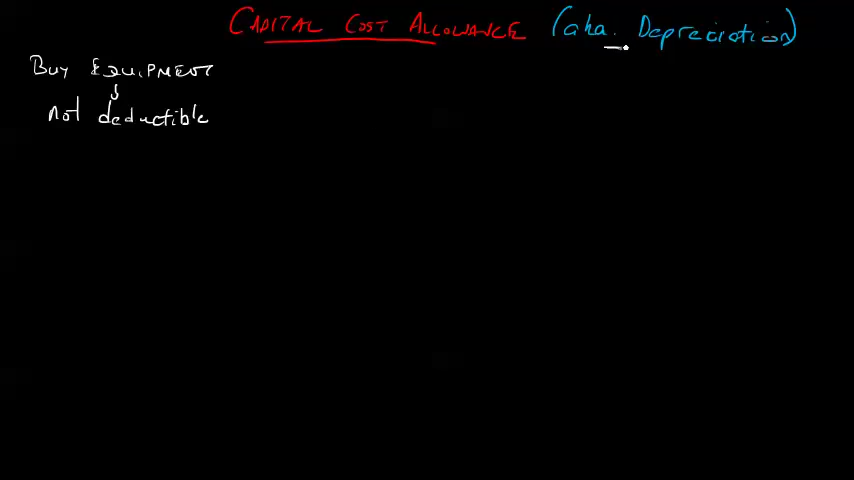 CAPITAL COST ALLOWANCE (aka. Depreciation)
BUY EQUIPMENT
not deductible